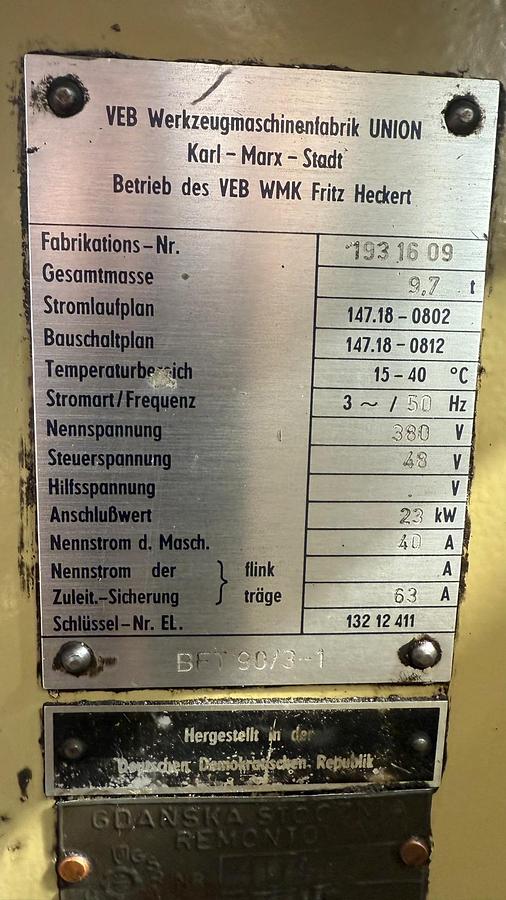 VEB Werkzeugmaschinenfabrik UNION
Karl - Marx - Stadt
Betrieb des VEB WMK Fritz Heckert
Fabrikations-Nr. 193 16 09
Gesamtmasse 9,7 t
Stromlaufplan 147.18-0802
Bauschaltplan 147.18-0812
Temperaturbereich 15-40 °C
Stromart/Frequenz 3 ~ / 50 Hz
Nennspannung 380 V
Steuerspannung 48 V
Hilfsspannung V
Anschlußwert 23 kW
Nennstrom d. Masch. 40 A
Nennstrom der } flink A
Zuleit.-Sicherung träge 63 A
Schlüssel-Nr. EL. 132 12 411
BFT 90/3-1
Hergestellt in der
Deutschen Demokratischen Republik
GDAŃSKA STOCZNIA
REMONTO